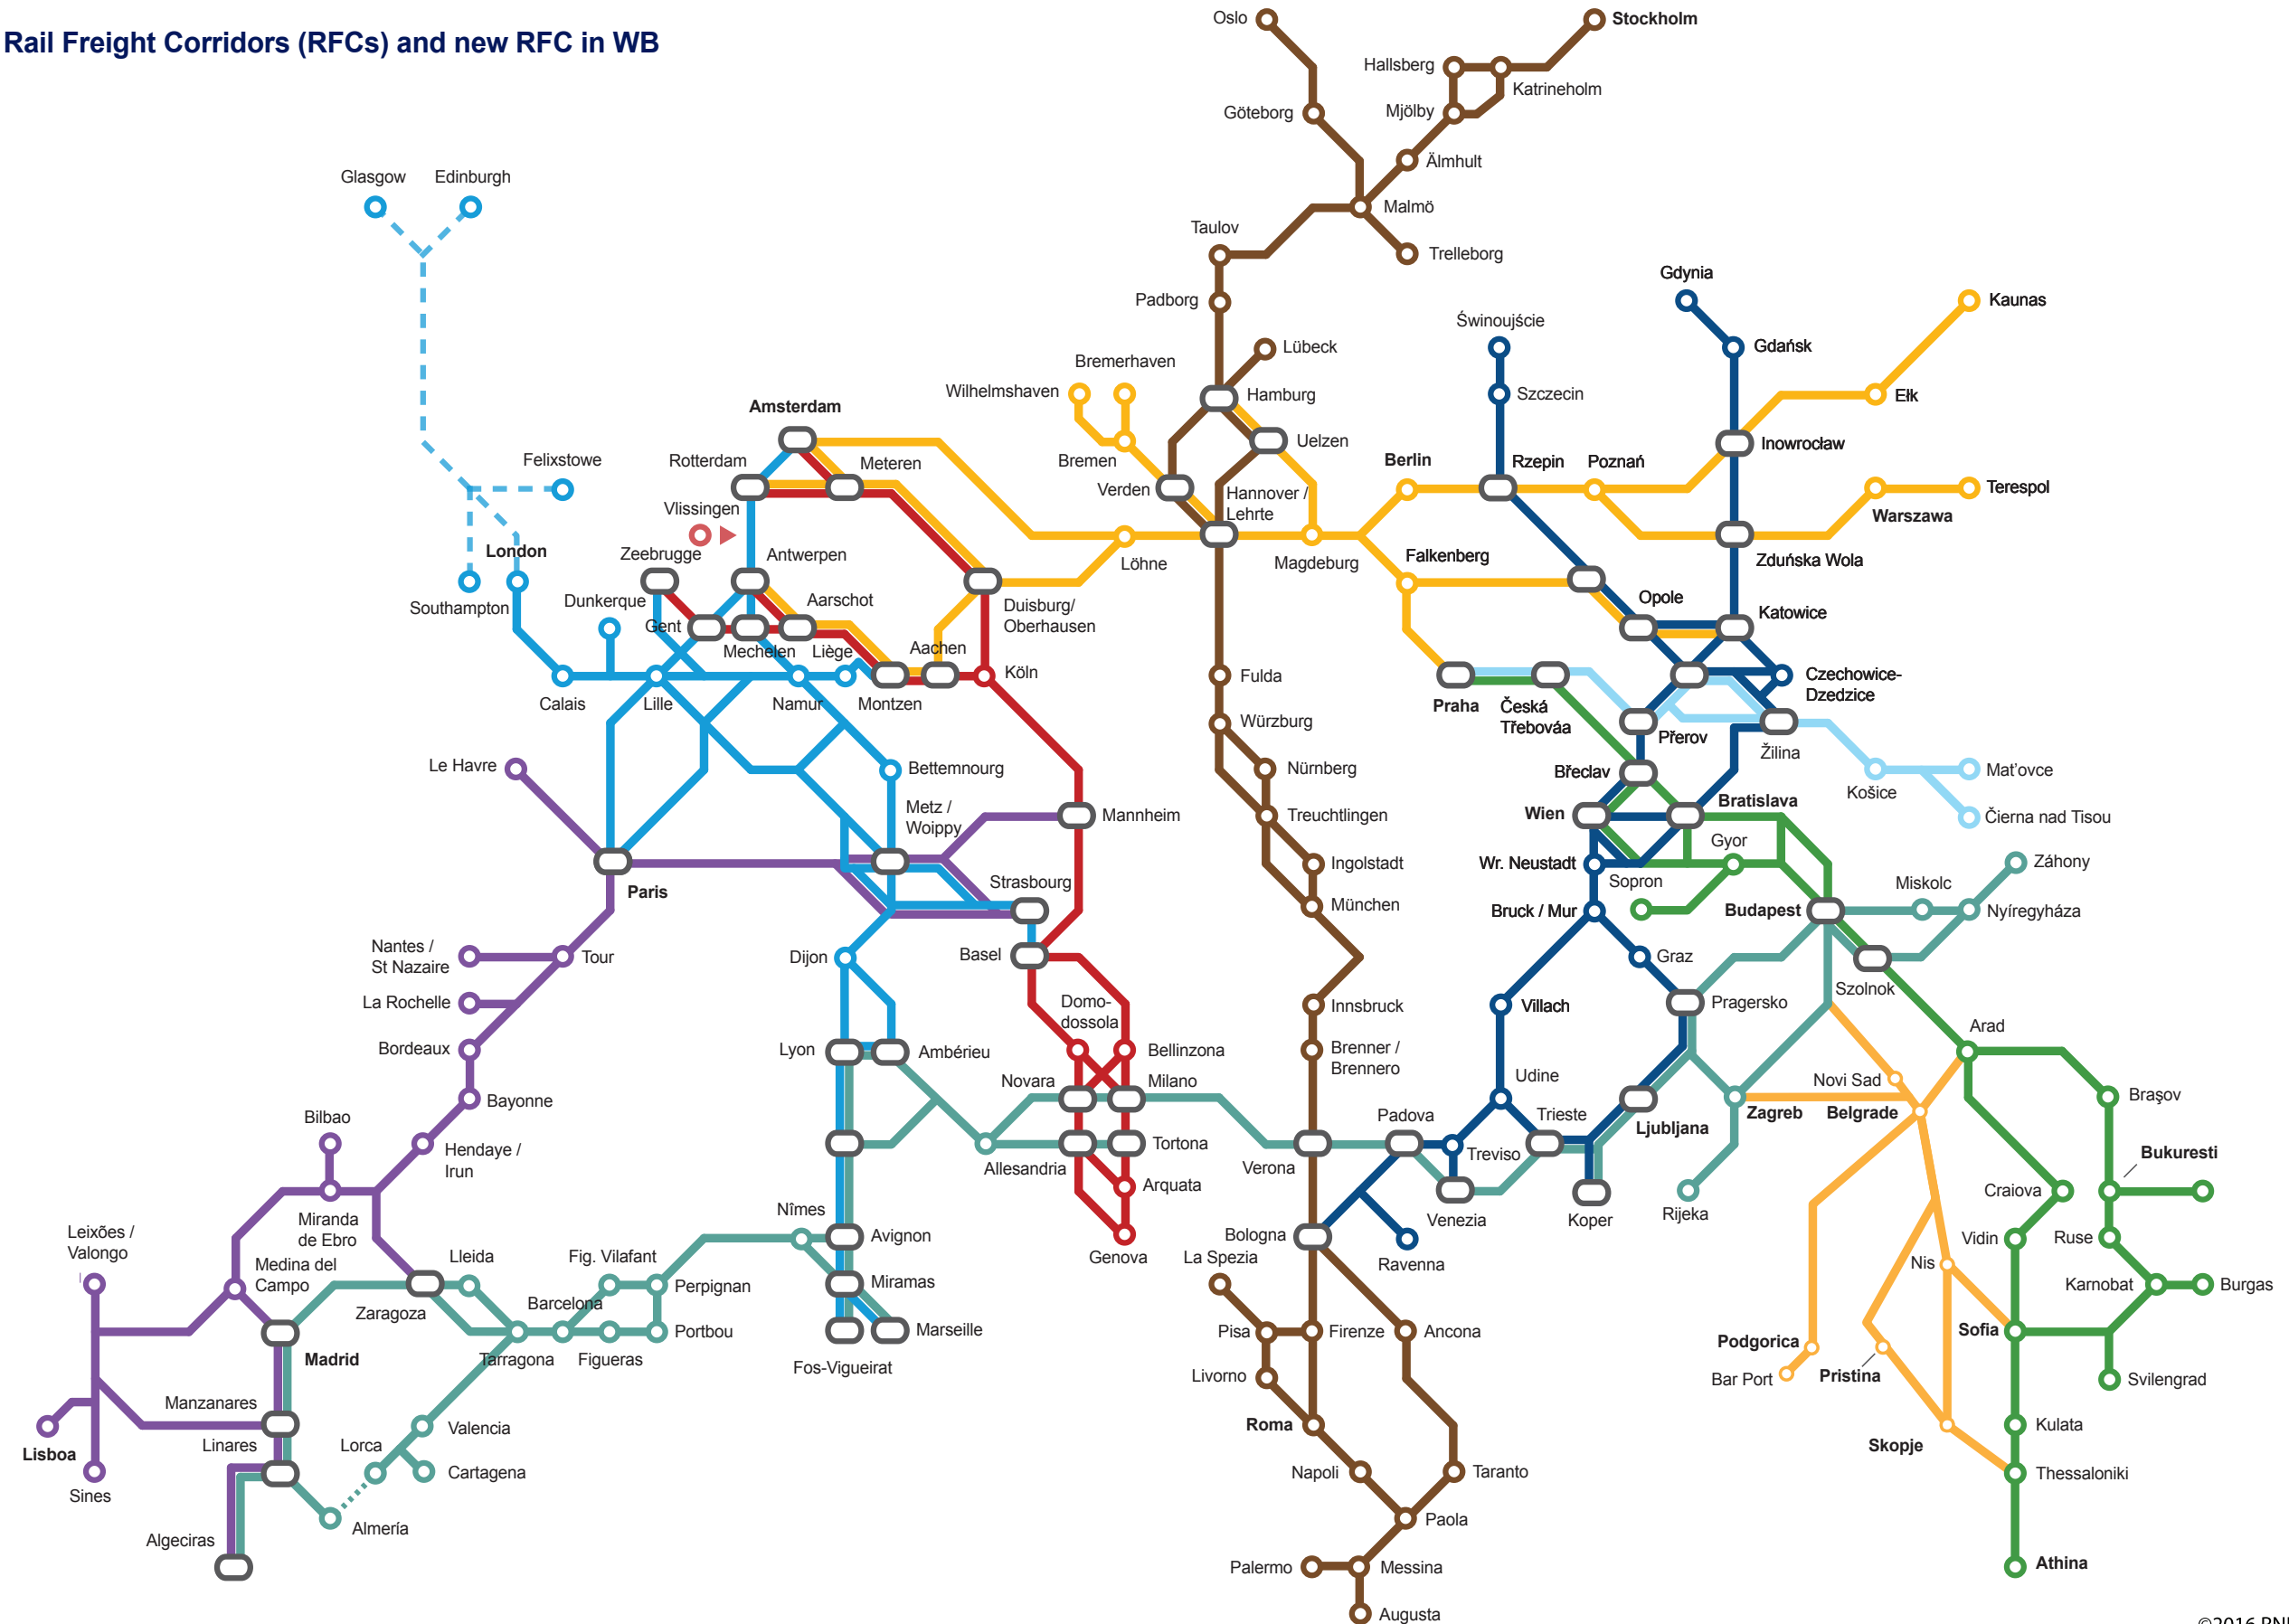 Rail Freight Corridors (RFCs) and new RFC in WB
Oslo
Stockholm
Hallsberg
Katrineholm
Göteborg
Mjölby
Älmhult
Glasgow
Edinburgh
Malmö
Taulov
Trelleborg
Gdynia
Padborg
Kaunas
Świnoujście
Lübeck
Gdańsk
Bremerhaven
Wilhelmshaven
Hamburg
Szczecin
Ełk
Amsterdam
Uelzen
Inowrocław
Felixstowe
Rotterdam
Meteren
Bremen
Berlin
Rzepin
Poznań
Verden
Hannover /
Lehrte
Terespol
Vlissingen
Warszawa
London
Zeebrugge
Antwerpen
Löhne
Magdeburg
Falkenberg
Zduńska Wola
Southampton
Dunkerque
Aarschot
Duisburg/
Oberhausen
Opole
Katowice
Gent
Mechelen
Liège
Aachen
Köln
Fulda
Czechowice-
Dzedzice
Calais
Lille
Namur
Montzen
Praha
Česká
Třebováa
Würzburg
Přerov
Žilina
Le Havre
Bettemnourg
Nürnberg
Břeclav
Mat'ovce
Košice
Metz /
Woippy
Mannheim
Treuchtlingen
Wien
Bratislava
Čierna nad Tisou
Gyor
Ingolstadt
Wr. Neustadt
Záhony
Paris
Strasbourg
Sopron
Miskolc
München
Bruck / Mur
Budapest
Nyíregyháza
Nantes /
St Nazaire
Tour
Dijon
Basel
Graz
Szolnok
La Rochelle
Domo-
dossola
Innsbruck
Villach
Pragersko
Arad
Bordeaux
Lyon
Ambérieu
Bellinzona
Brenner /
Brennero
Novara
Milano
Udine
Novi Sad
Bayonne
Bilbao
Padova
Trieste
Ljubljana
Zagreb
Belgrade
Braşov
Hendaye /
Irun
Allesandria
Tortona
Verona
Treviso
Bukuresti
Arquata
Miranda
de Ebro
Nîmes
Venezia
Koper
Rijeka
Craiova
Leixões /
Valongo
Avignon
Genova
Bologna
Ravenna
Vidin
Ruse
Medina del
Campo
Lleida
Fig. Vilafant
La Spezia
Nis
Perpignan
Miramas
Karnobat
Burgas
Zaragoza
Barcelona
Madrid
Tarragona
Figueras
Portbou
Marseille
Pisa
Firenze
Ancona
Podgorica
Sofia
Fos-Vigueirat
Livorno
Bar Port
Pristina
Svilengrad
Manzanares
Valencia
Roma
Kulata
Lisboa
Linares
Lorca
Cartagena
Skopje
Napoli
Taranto
Thessaloniki
Sines
Almería
Paola
Algeciras
Palermo
Messina
Athina
Augusta